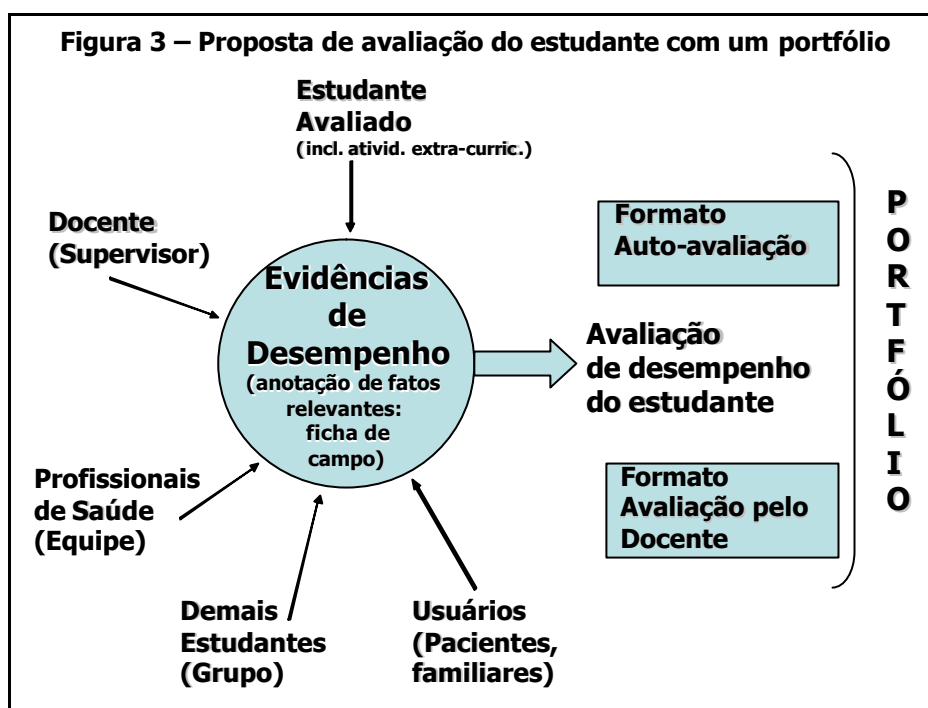 Figura 3 – Proposta de avaliação do estudante com um portfólio
Estudante
Avaliado
(incl. ativid. extra-curric.)
Docente
(Supervisor)
Evidências
de
Desempenho
(anotação de fatos
relevantes:
ficha de
campo)
Profissionais
de Saúde
(Equipe)
Demais
Estudantes
(Grupo)
Usuários
(Pacientes,
familiares)
Formato
Auto-avaliação
Avaliação
de desempenho
do estudante
Formato
Avaliação pelo
Docente
P
O
R
T
F
Ó
L
I
O